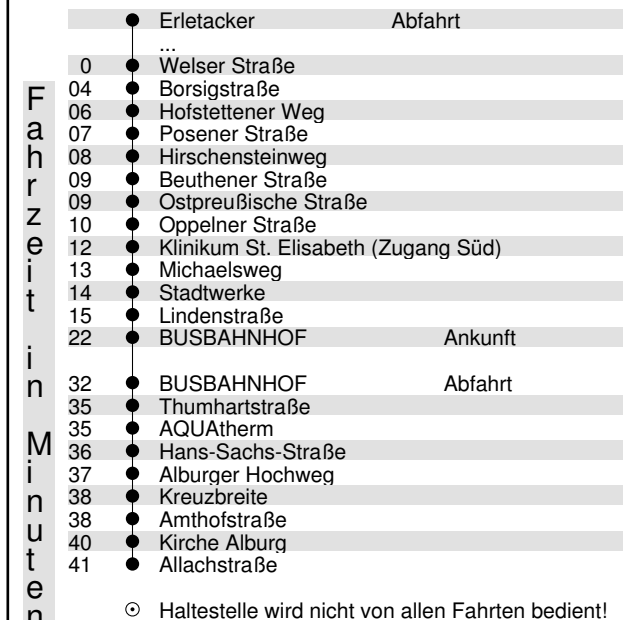 Erletacker Abfahrt
...
0 Welser Straße
04 Borsigstraße
06 Hofstettener Weg
07 Posener Straße
08 Hirschensteinweg
09 Beuthener Straße
09 Ostpreußische Straße
10 Oppelner Straße
12 Klinikum St. Elisabeth (Zugang Süd)
13 Michaelsweg
14 Stadtwerke
15 Lindenstraße
22 BUSBAHNHOF Ankunft
32 BUSBAHNHOF Abfahrt
35 Thumhartstraße
35 AQUAtherm
36 Hans-Sachs-Straße
37 Alburger Hochweg
38 Kreuzbreite
38 Amthofstraße
40 Kirche Alburg
41 Allachstraße
☉ Haltestelle wird nicht von allen Fahrten bedient!
Fahrzeit in Minuten